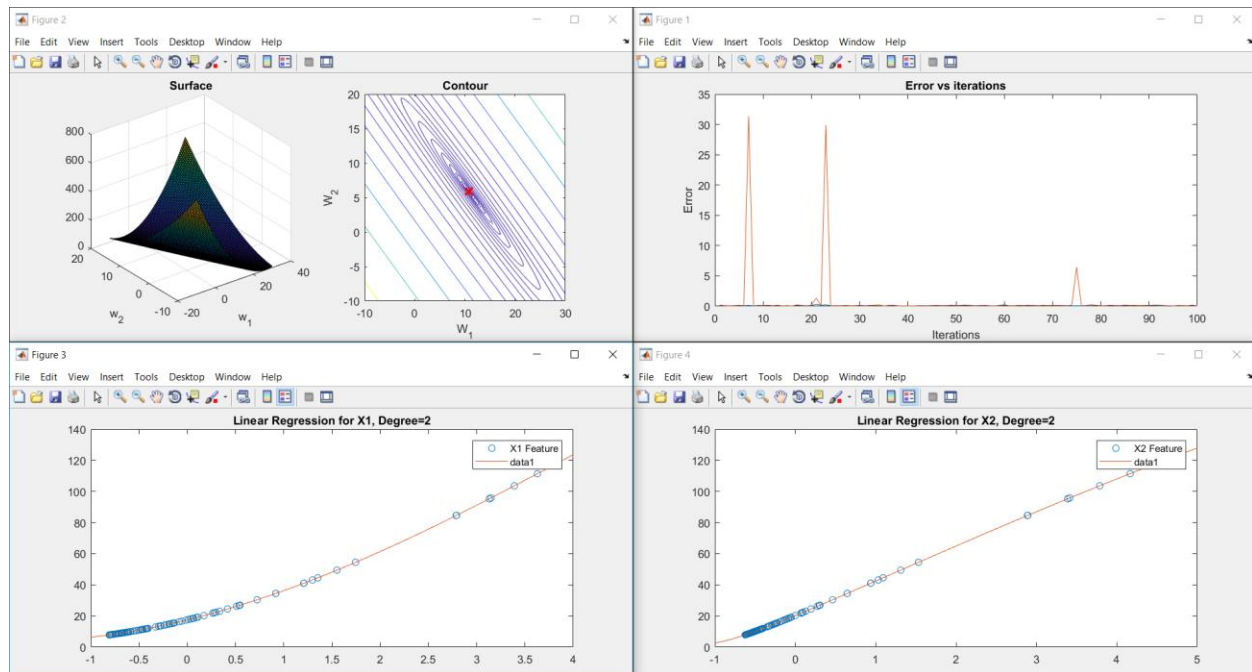 Figure 2
File Edit View Insert Tools Desktop Window Help
Surface
800
600
400
200
0
20
10
0
-10
w_2
-20
0
20
40
w_1
Contour
20
15
10
5
0
-5
-10
W_2
-10 0 10 20 30
W_1
Figure 1
File Edit View Insert Tools Desktop Window Help
Error vs iterations
35
30
25
20
15
10
5
0
Error
0 10 20 30 40 50 60 70 80 90 100
Iterations
Figure 3
File Edit View Insert Tools Desktop Window Help
Linear Regression for X1, Degree=2
140
120
100
80
60
40
20
0
X1 Feature
data1
-1 -0.5 0 0.5 1 1.5 2 2.5 3 3.5 4
Figure 4
File Edit View Insert Tools Desktop Window Help
Linear Regression for X2, Degree=2
140
120
100
80
60
40
20
0
X2 Feature
data1
-1 0 1 2 3 4 5